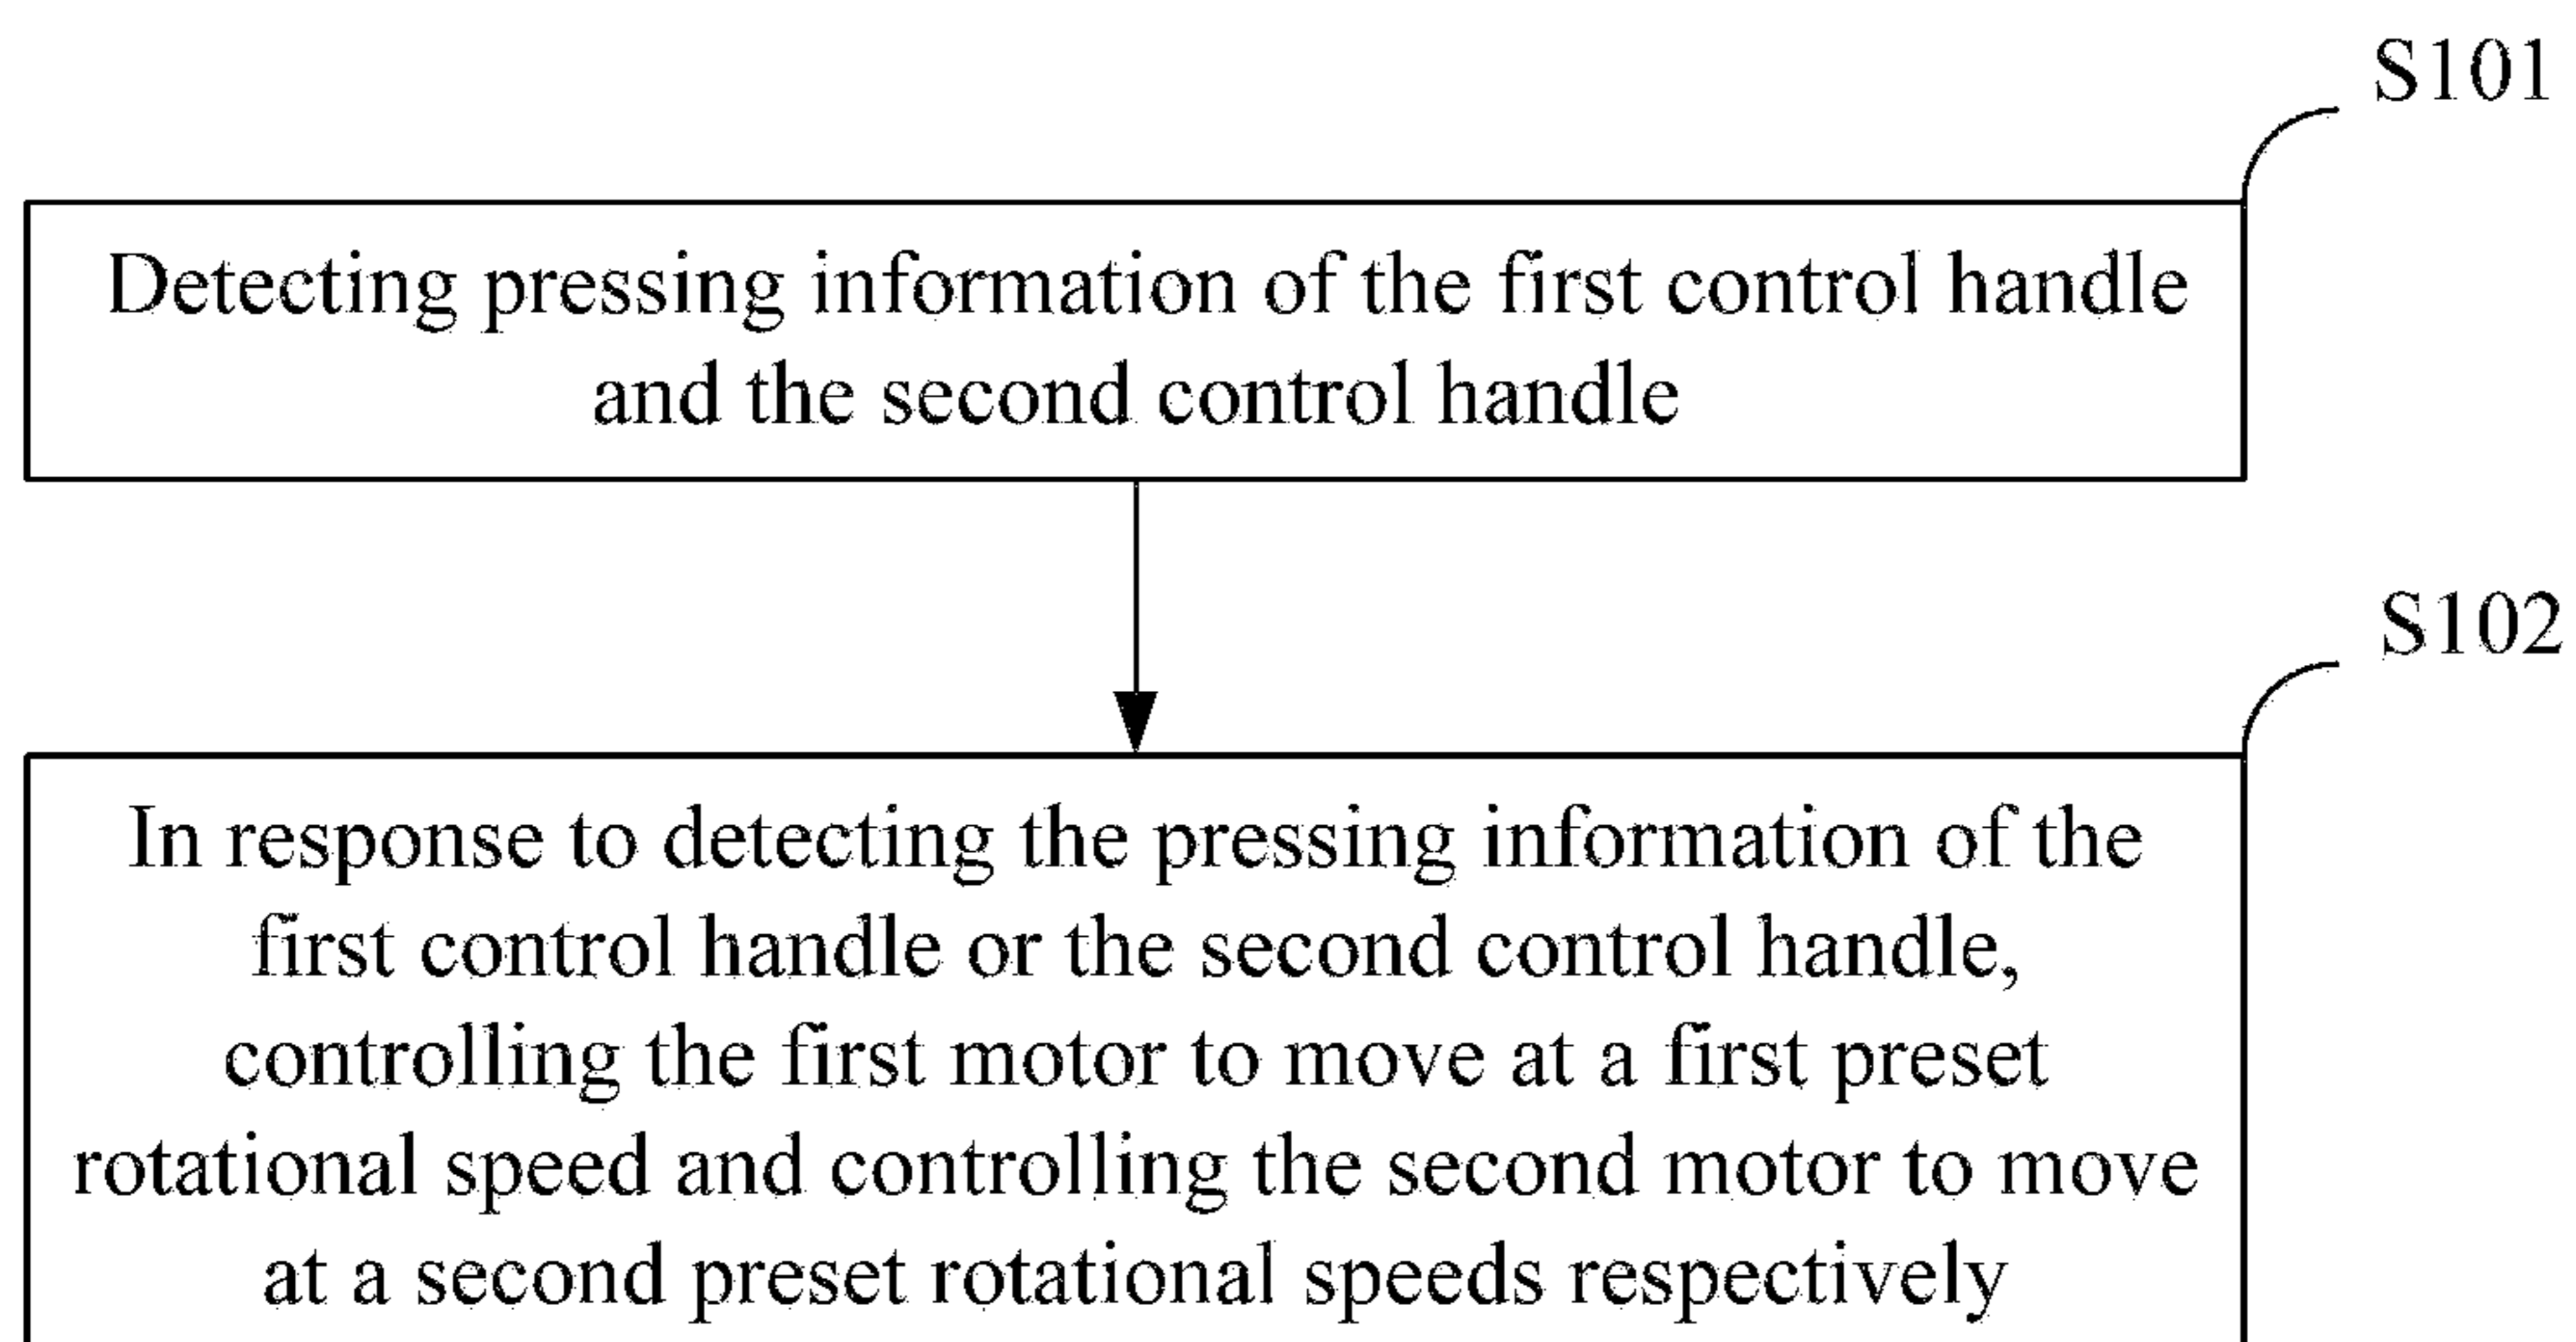 S101
Detecting pressing information of the first control handle
and the second control handle
S102
In response to detecting the pressing information of the
first control handle or the second control handle,
controlling the first motor to move at a first preset
rotational speed and controlling the second motor to move
at a second preset rotational speeds respectively